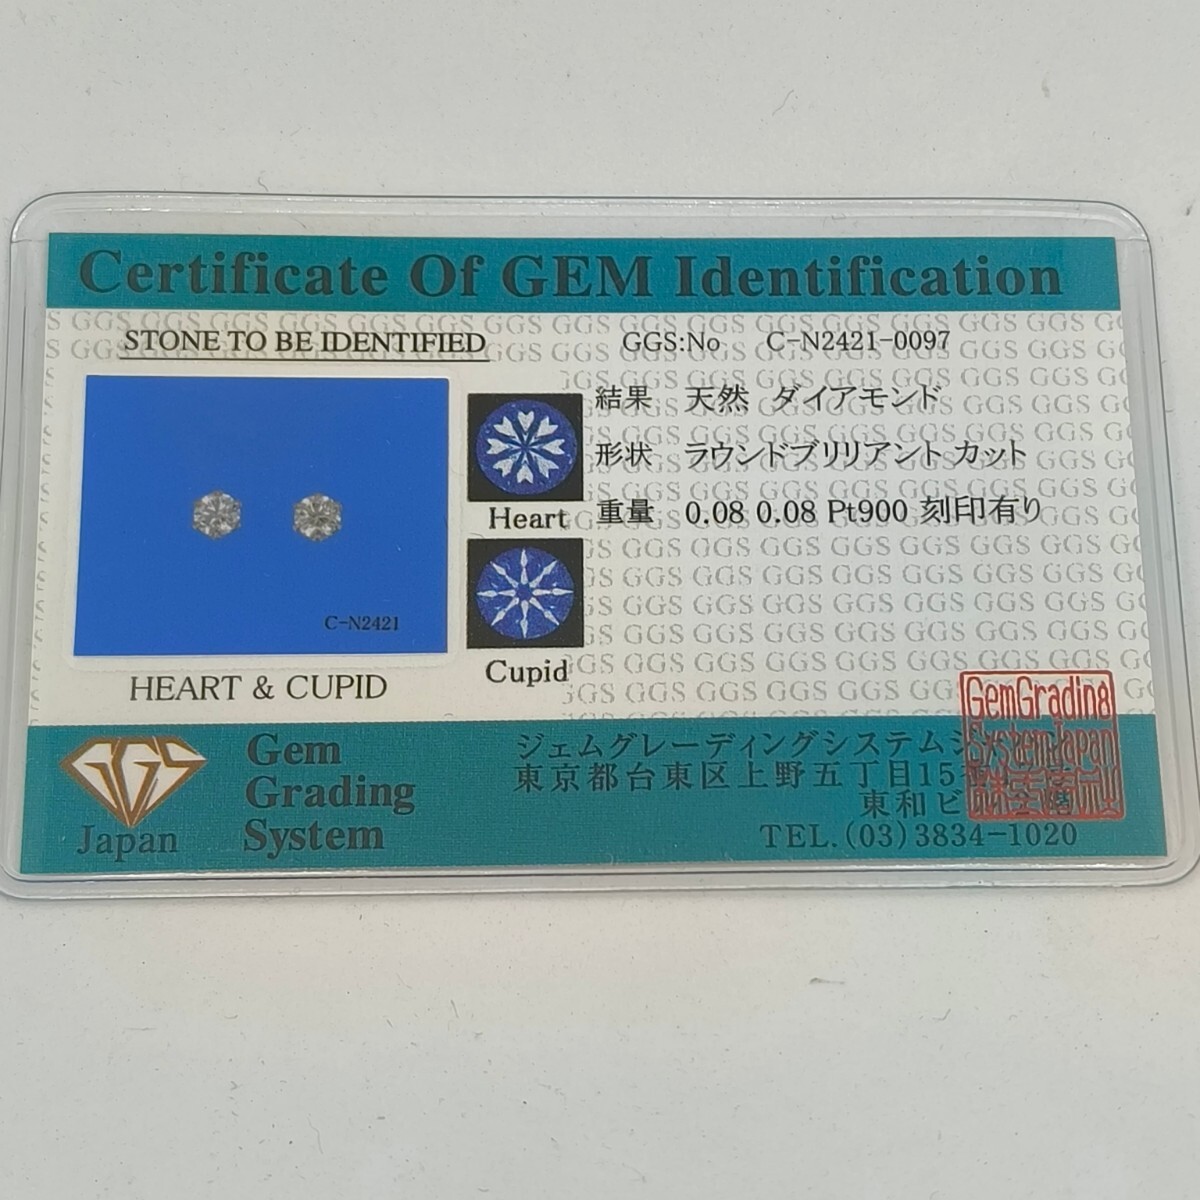 Certificate Of GEM Identification
STONE TO BE IDENTIFIED
GGS:No C-N2421-0097
結果 天然 ダイアモンド
形状 ラウンドブリリアント カット
重量 0.08 0.08 Pt900 刻印有り
C-N2421
HEART & CUPID
Heart
Cupid
GGS
Japan
Gem
Grading
System
ジェムグレーディングシステム
東京都台東区上野五丁目15
東和ビ
TEL.(03)3834-1020
GemGrading
SystemJapan